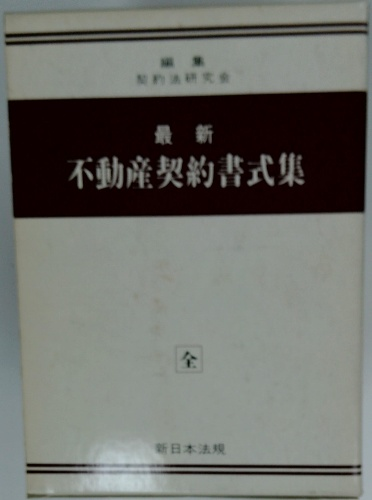 編集
契約法研究会
最新
不動産契約書式集
全
新日本法規